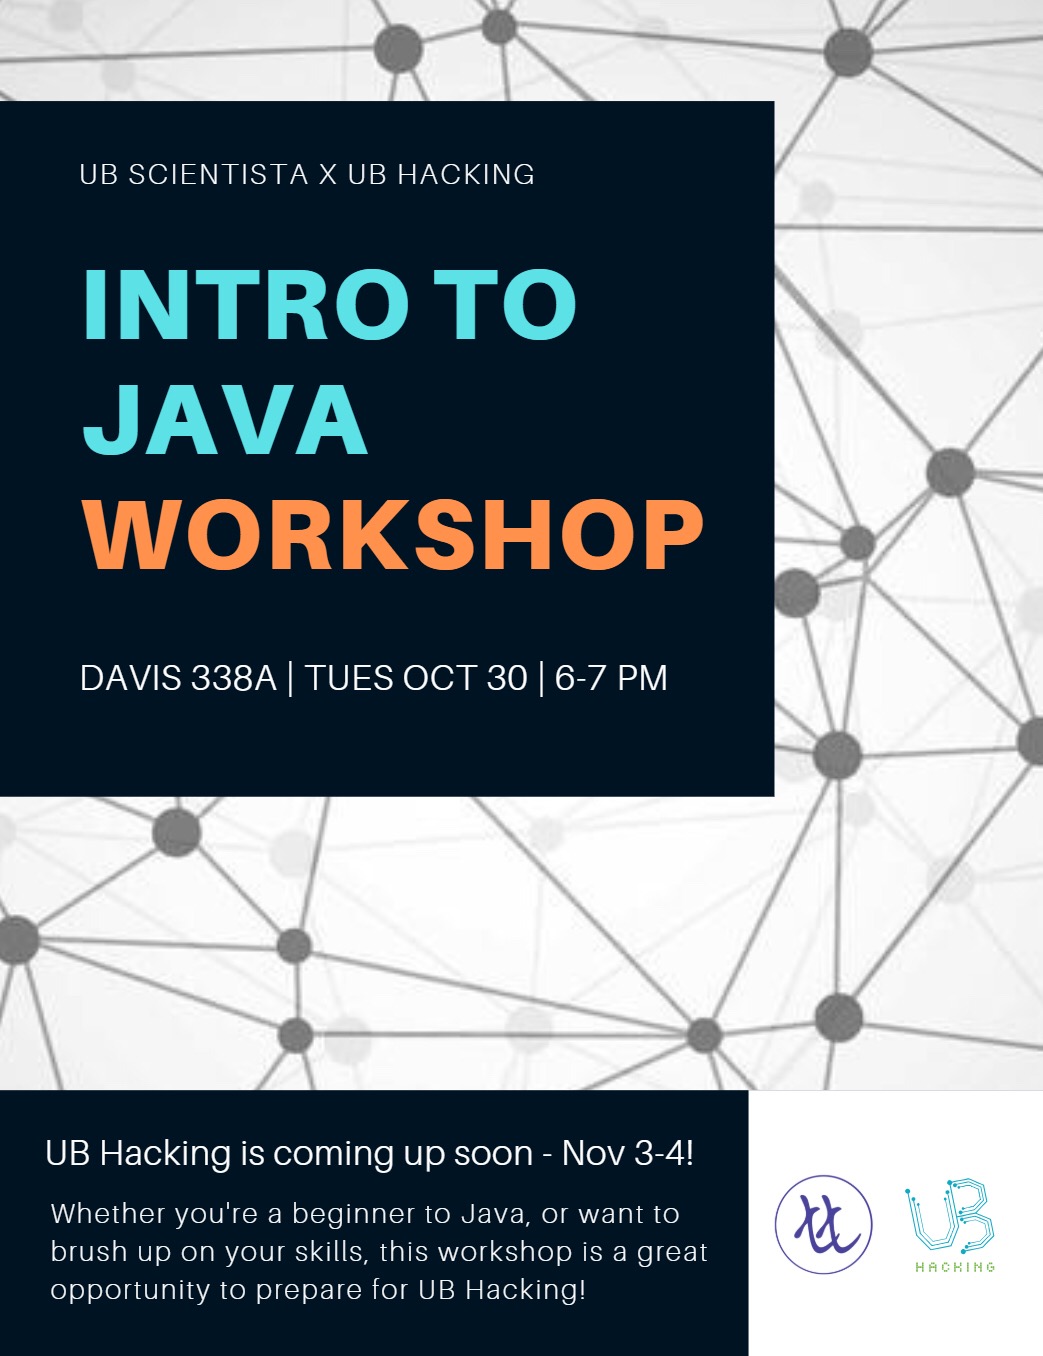 UB SCIENTISTA X UB HACKING
INTRO TO
JAVA
WORKSHOP
DAVIS 338A | TUES OCT 30 | 6-7 PM
UB Hacking is coming up soon - Nov 3-4!
Whether you're a beginner to Java, or want to
brush up on your skills, this workshop is a great
opportunity to prepare for UB Hacking!
UB
HACKING